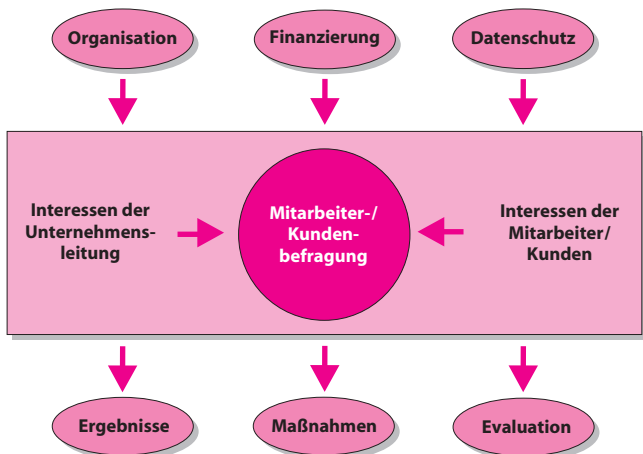 Organisation
Finanzierung
Datenschutz
Interessen der
Unternehmens-
leitung
Mitarbeiter-/
Kunden-
befragung
Interessen der
Mitarbeiter/
Kunden
Ergebnisse
Maßnahmen
Evaluation